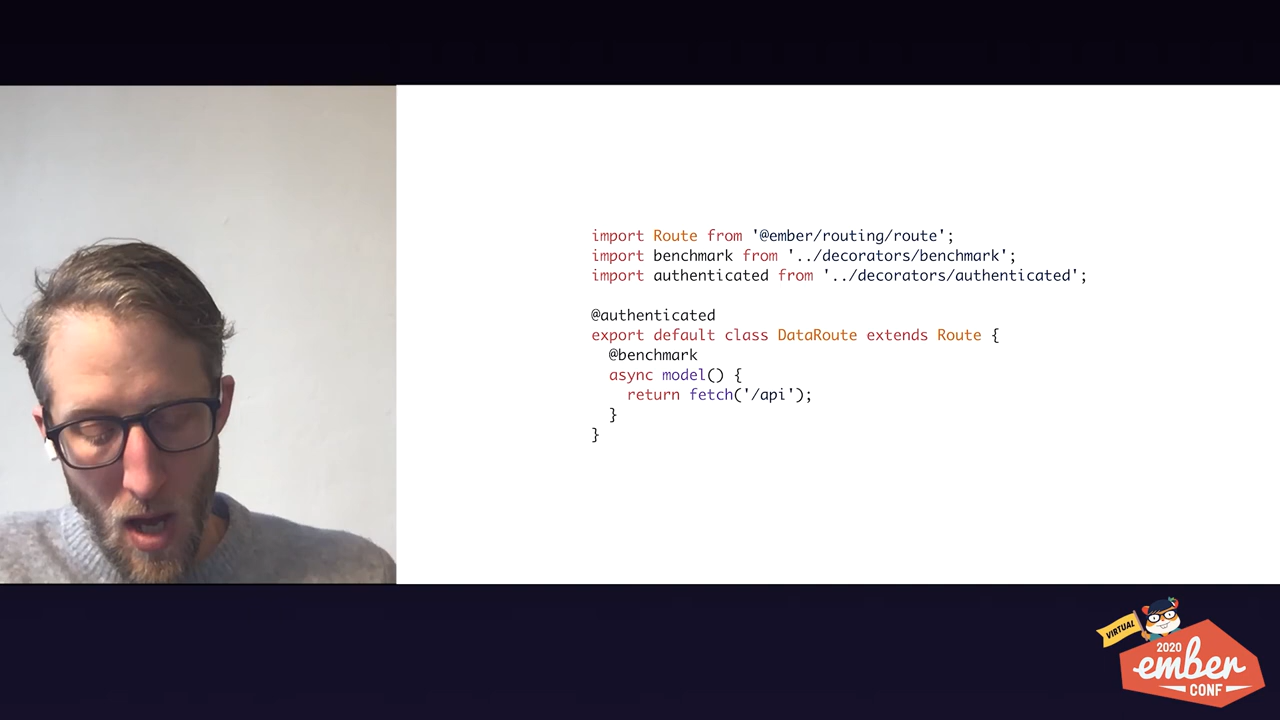 import Route from '@ember/routing/route';
import benchmark from '../decorators/benchmark';
import authenticated from '../decorators/authenticated';
@authenticated
export default class DataRoute extends Route {
@benchmark
async model() {
return fetch('/api');
}
}
VIRTUAL
2020
ember
CONF